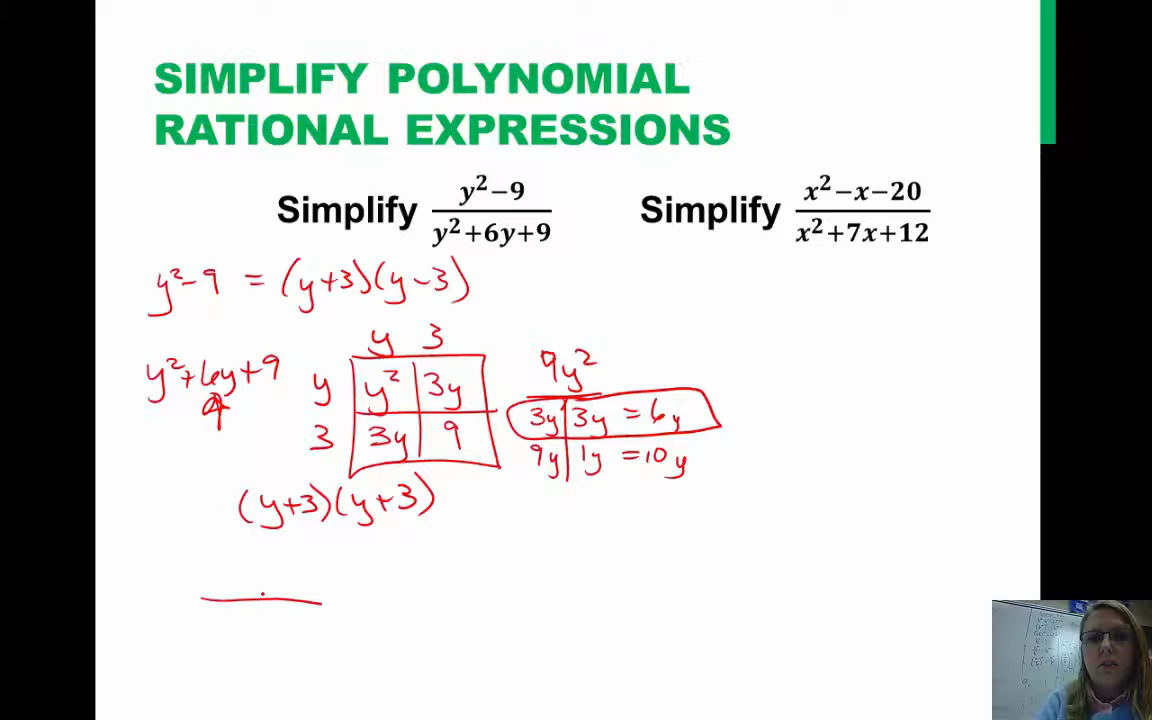 SIMPLIFY POLYNOMIAL
RATIONAL EXPRESSIONS
Simplify y²−9 / y²+6y+9
Simplify x²−x−20 / x²+7x+12
y²-9 = (y+3)(y-3)
y 3
y²+6y+9
y y² 3y
3 3y 9
9y²
3y 3y = 6y
9y 1y = 10y
(y+3)(y+3)